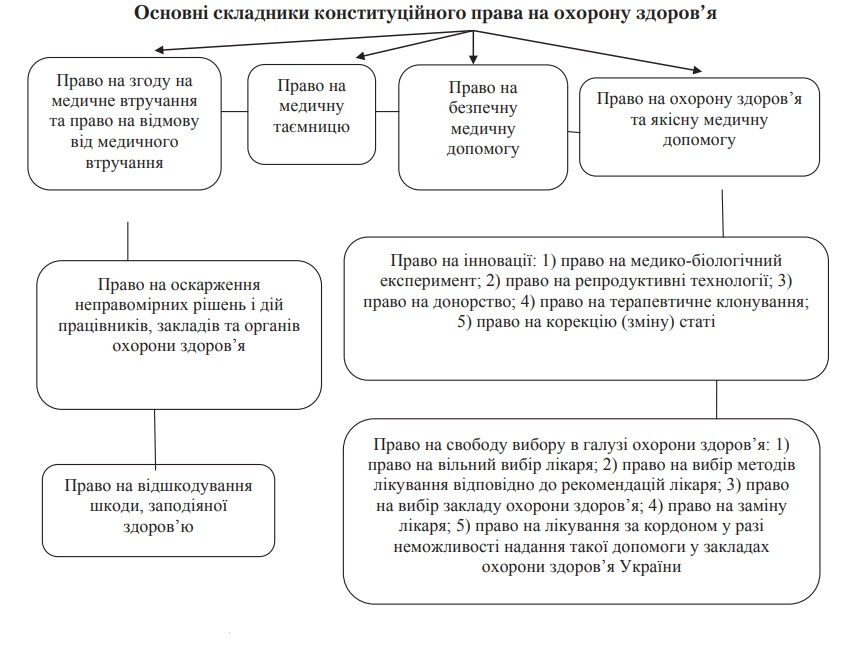 Основні складники конституційного права на охорону здоров’я
Право на згоду на
медичне втручання
та право на відмову
від медичного
втручання
Право на
медичну
таємницю
Право на
безпечну
медичну
допомогу
Право на охорону здоров’я
та якісну медичну
допомогу
Право на оскарження
неправомірних рішень і дій
працівників, закладів та органів
охорони здоров’я
Право на інновації: 1) право на медико-біологічний
експеримент; 2) право на репродуктивні технології; 3)
право на донорство; 4) право на терапевтичне клонування;
5) право на корекцію (зміну) статі
Право на відшкодування
шкоди, заподіяної
здоров’ю
Право на свободу вибору в галузі охорони здоров’я: 1)
право на вільний вибір лікаря; 2) право на вибір методів
лікування відповідно до рекомендацій лікаря; 3) право
на вибір закладу охорони здоров’я; 4) право на заміну
лікаря; 5) право на лікування за кордоном у разі
неможливості надання такої допомоги у закладах
охорони здоров’я України